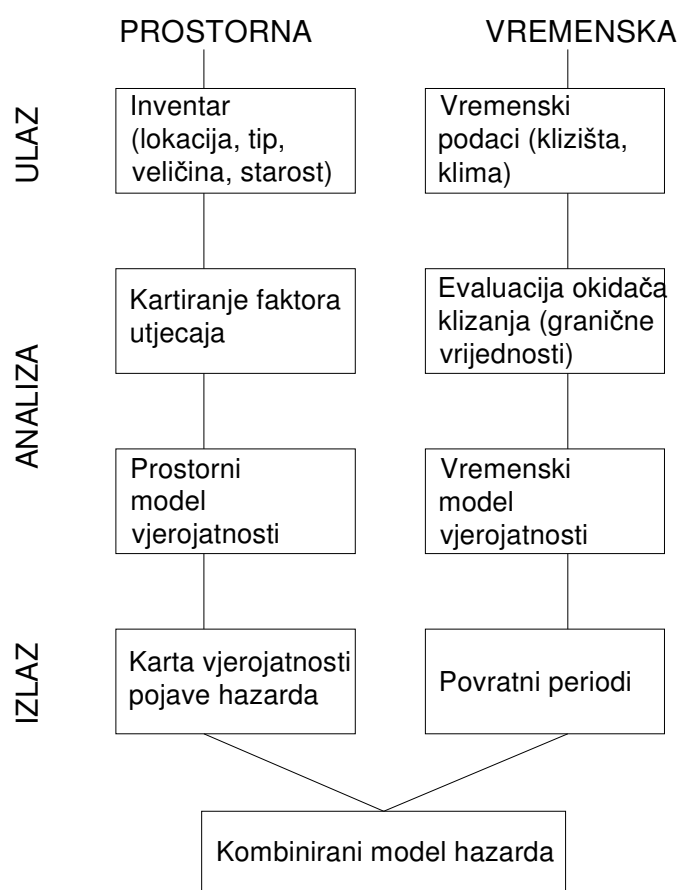 PROSTORNA
VREMENSKA
ULAZ
Inventar
(lokacija, tip,
veličina, starost)
Vremenski
podaci (klizišta,
klima)
ANALIZA
Kartiranje faktora
utjecaja
Evaluacija okidača
klizanja (granične
vrijednosti)
Prostorni
model
vjerojatnosti
Vremenski
model
vjerojatnosti
IZLAZ
Karta vjerojatnosti
pojave hazarda
Povratni periodi
Kombinirani model hazarda